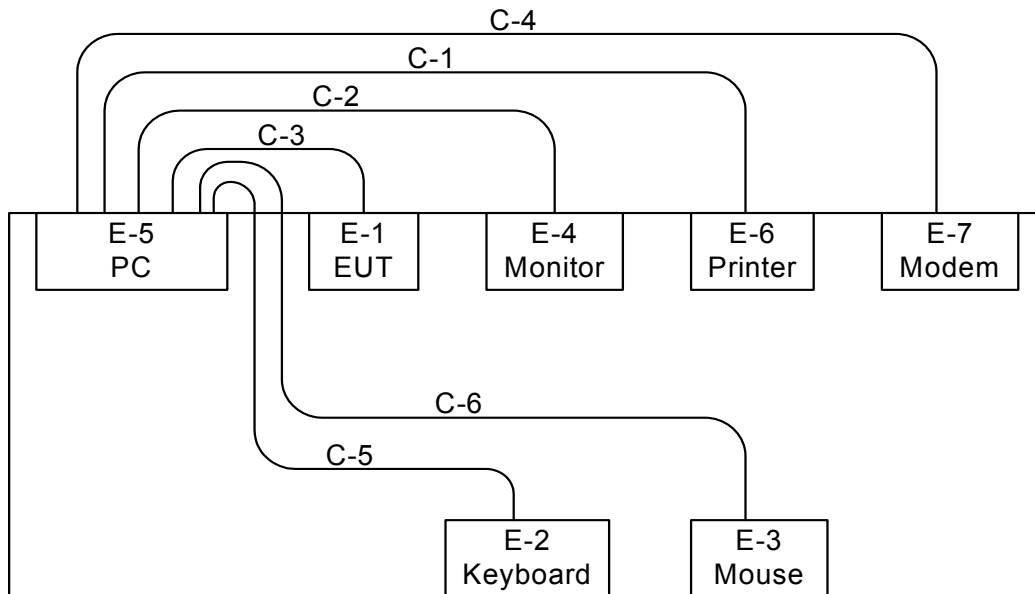 C-4
C-1
C-2
C-3
E-5
PC
E-1
EUT
E-4
Monitor
E-6
Printer
E-7
Modem
C-6
C-5
E-2
Keyboard
E-3
Mouse